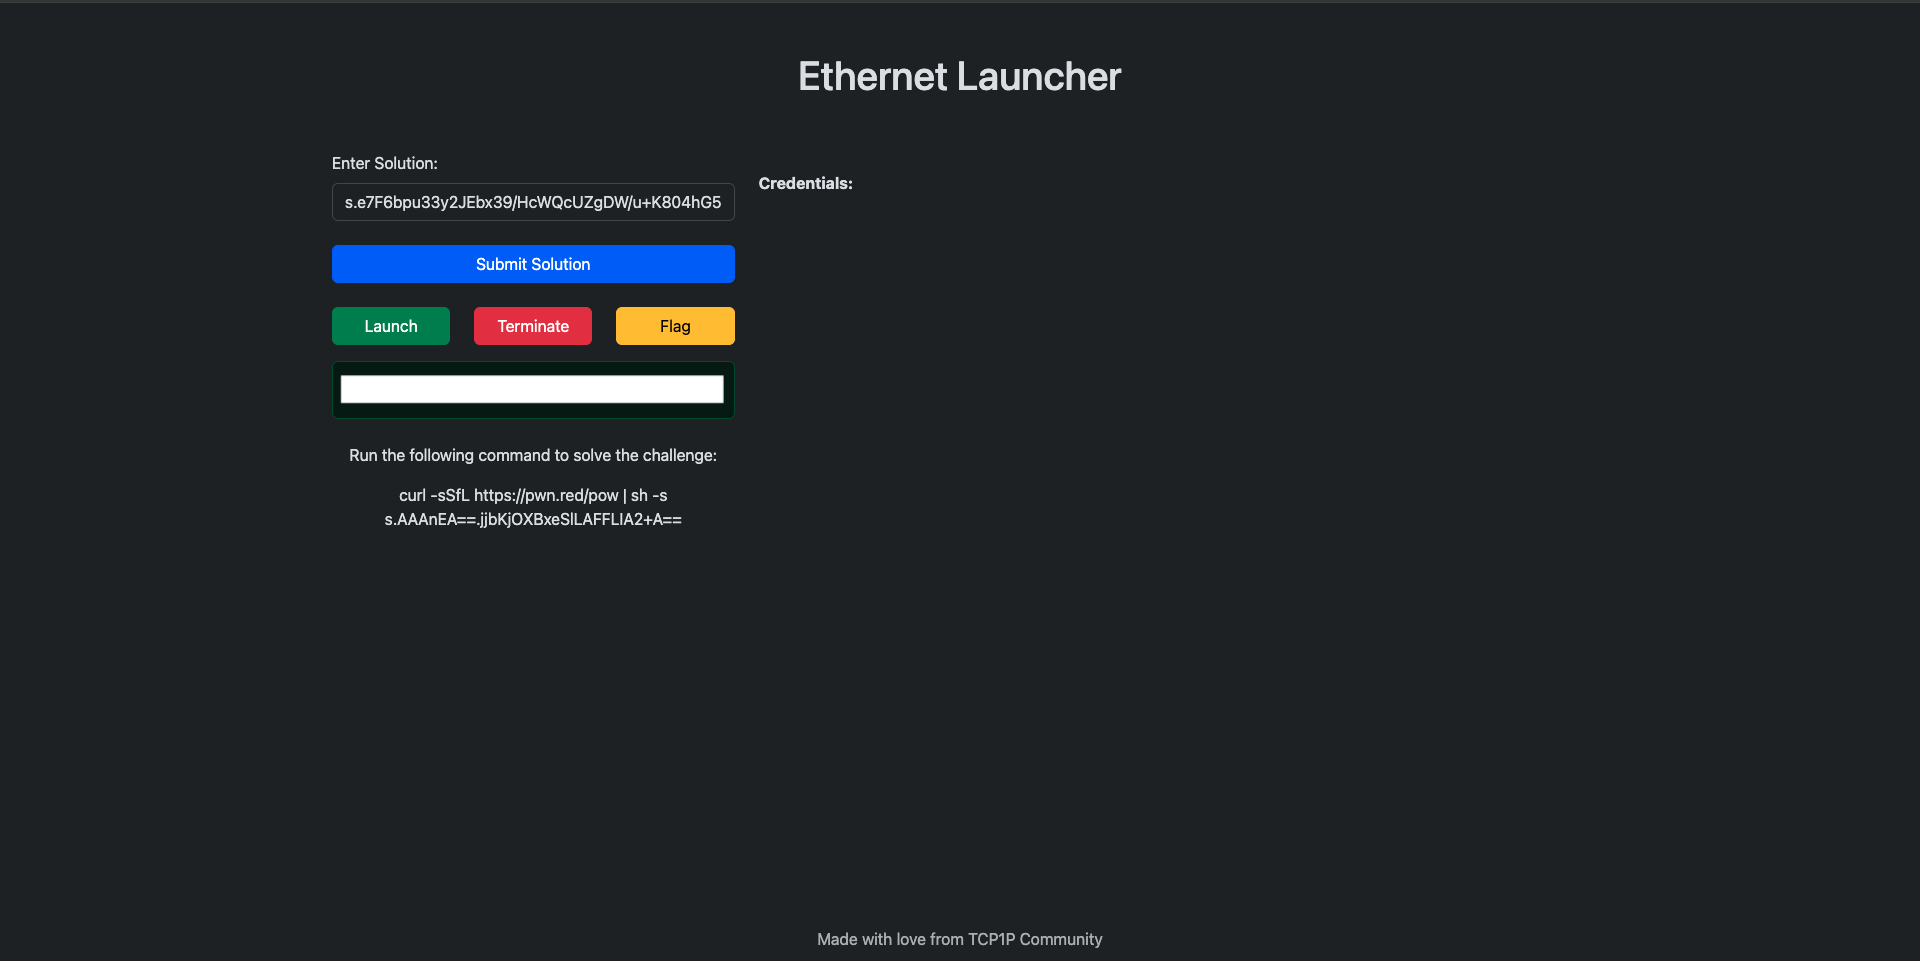 Ethernet Launcher
Enter Solution:
s.e7F6bpu33y2JEbx39/HcWQcUZgDW/u+K804hG5
Credentials:
Submit Solution
Launch
Terminate
Flag
Run the following command to solve the challenge:
curl -sSfL https://pwn.red/pow | sh -s
s.AAAnEA==.jjbKjOXBxeSlLAFFLIA2+A==
Made with love from TCP1P Community